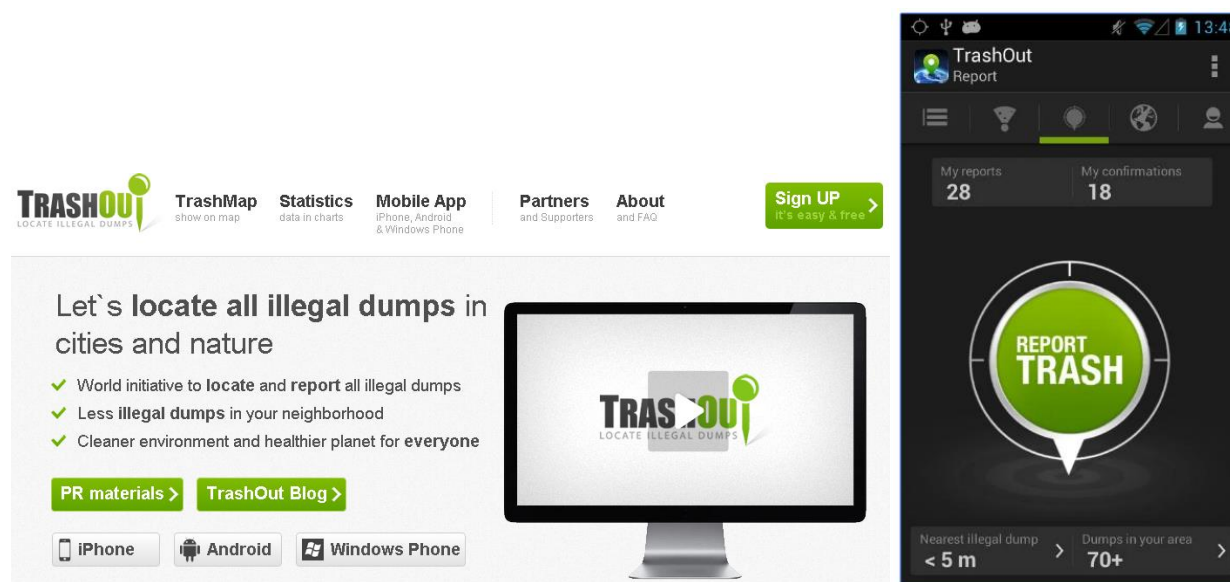 TRASHOUT
LOCATE ILLEGAL DUMPS
TrashMap
show on map
Statistics
data in charts
Mobile App
iPhone, Android
& Windows Phone
Partners
and Supporters
About
and FAQ
Sign UP
it's easy & free
Let`s locate all illegal dumps in
cities and nature
World initiative to locate and report all illegal dumps
Less illegal dumps in your neighborhood
Cleaner environment and healthier planet for everyone
PR materials
TrashOut Blog
iPhone
Android
Windows Phone
TRASHOUT
LOCATE ILLEGAL DUMPS
TrashOut
Report
My reports
28
My confirmations
18
REPORT
TRASH
Nearest illegal dump
< 5 m
Dumps in your area
70+